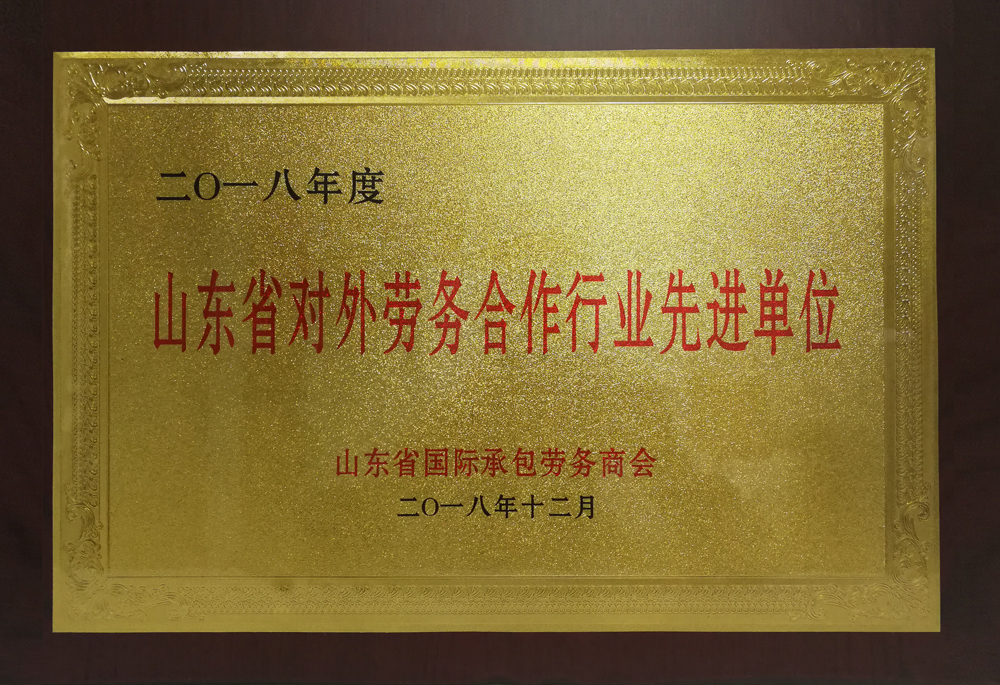 二〇一八年度
山东省对外劳务合作行业先进单位
山东省国际承包劳务商会
二〇一八年十二月